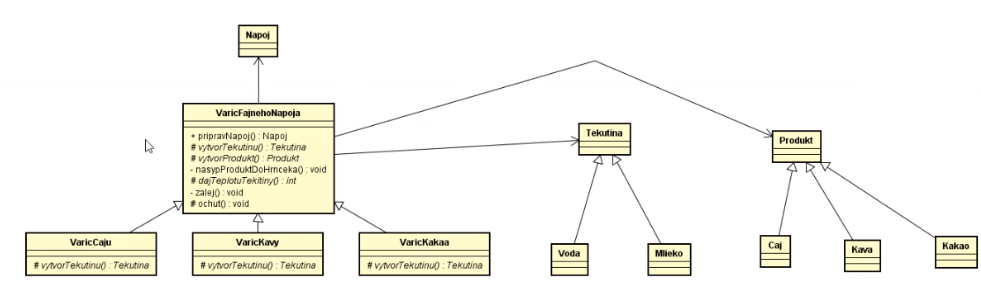 Napoj
VaricFajnehoNapoja
+ pripravNapoj() : Napoj
# vytvorTekutinu() : Tekutina
# vytvorProdukt() : Produkt
- nasypProduktDoHrnceka() : void
# dajTeplotuTekitiny() : int
- zalej() : void
# ochut() : void
Tekutina
Produkt
VaricCaju
# vytvorTekutinu() : Tekutina
VaricKavy
# vytvorTekutinu() : Tekutina
VaricKakaa
# vytvorTekutinu() : Tekutina
Voda
Mlieko
Caj
Kava
Kakao